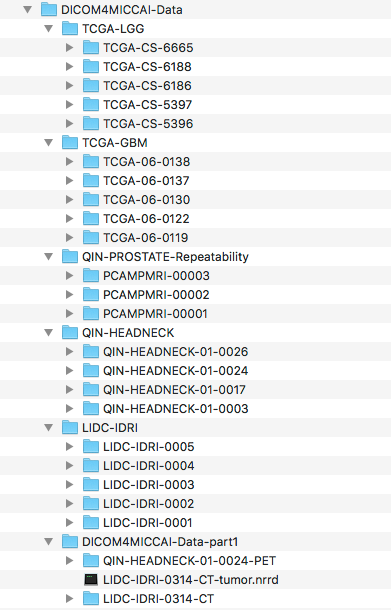 DICOM4MICCAI-Data
TCGA-LGG
TCGA-CS-6665
TCGA-CS-6188
TCGA-CS-6186
TCGA-CS-5397
TCGA-CS-5396
TCGA-GBM
TCGA-06-0138
TCGA-06-0137
TCGA-06-0130
TCGA-06-0122
TCGA-06-0119
QIN-PROSTATE-Repeatability
PCAMPMRI-00003
PCAMPMRI-00002
PCAMPMRI-00001
QIN-HEADNECK
QIN-HEADNECK-01-0026
QIN-HEADNECK-01-0024
QIN-HEADNECK-01-0017
QIN-HEADNECK-01-0003
LIDC-IDRI
LIDC-IDRI-0005
LIDC-IDRI-0004
LIDC-IDRI-0003
LIDC-IDRI-0002
LIDC-IDRI-0001
DICOM4MICCAI-Data-part1
QIN-HEADNECK-01-0024-PET
LIDC-IDRI-0314-CT-tumor.nrrd
LIDC-IDRI-0314-CT